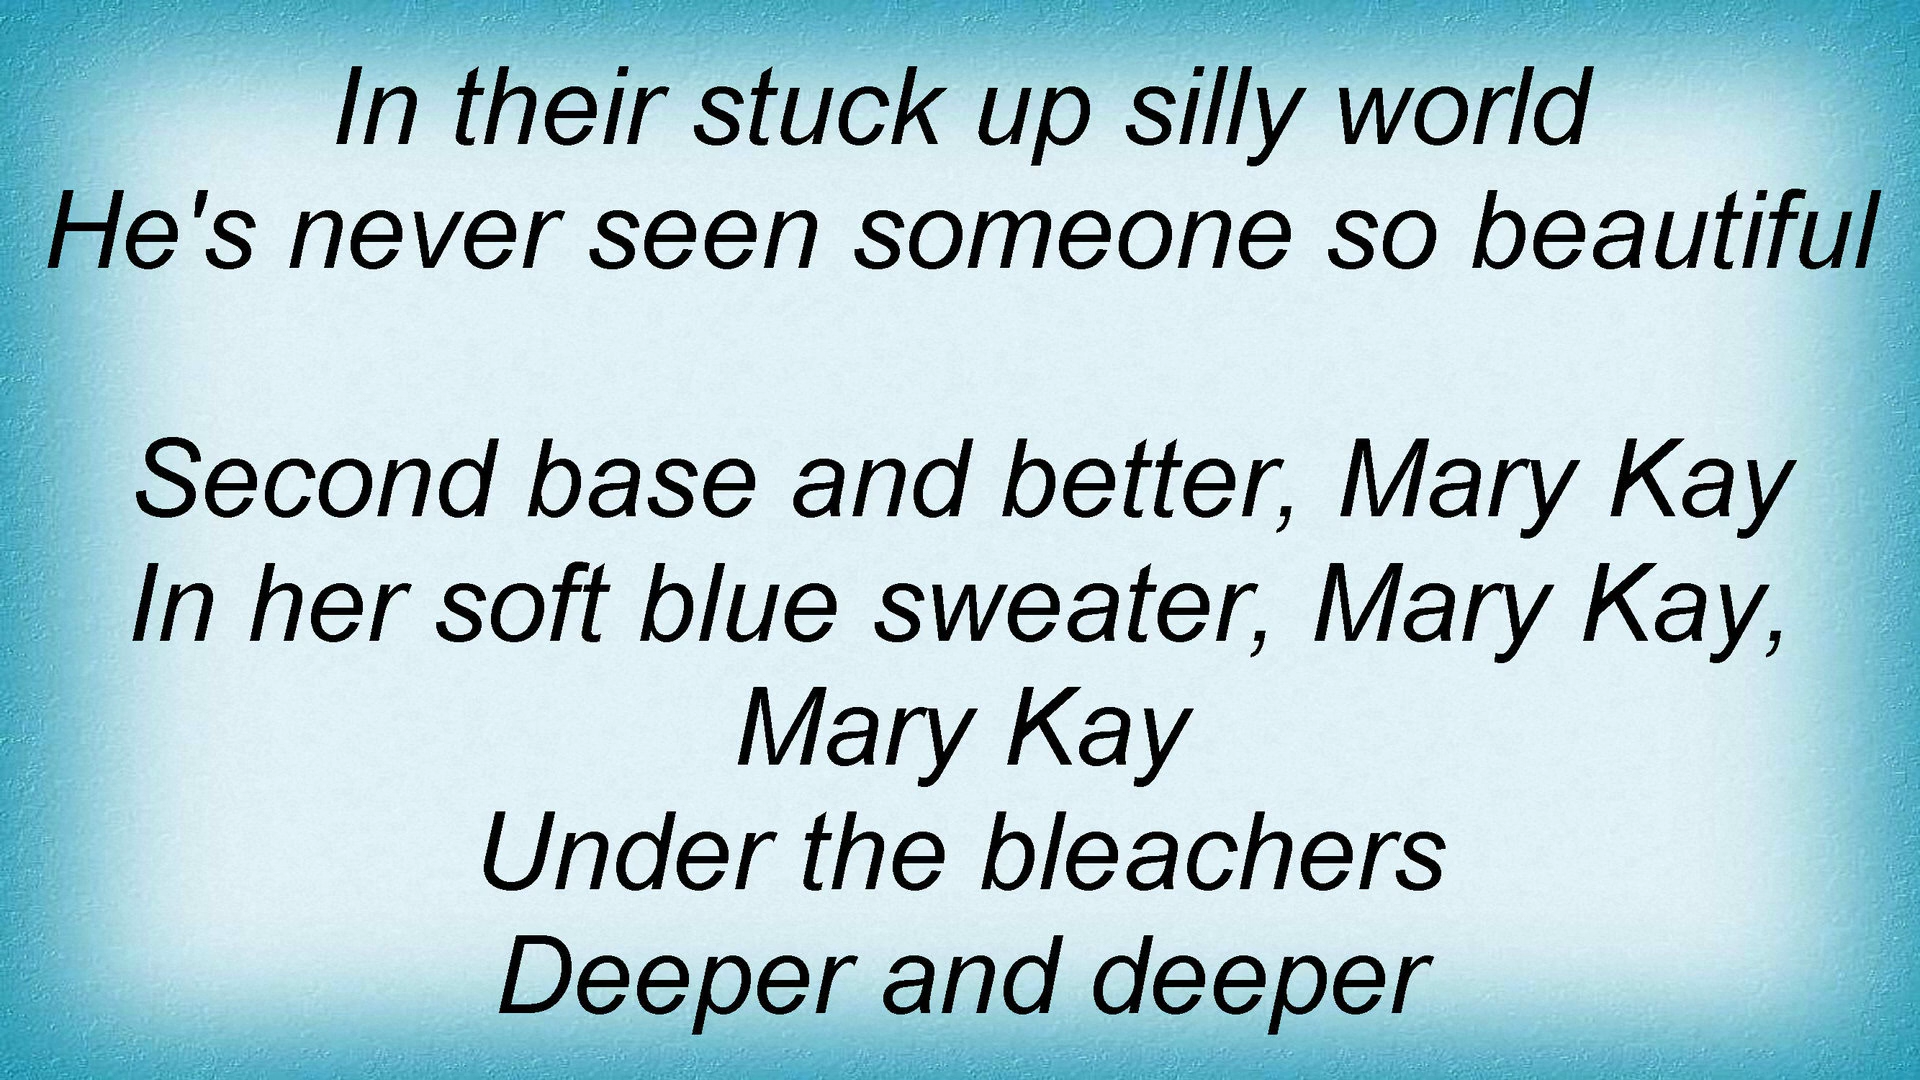 In their stuck up silly world
He's never seen someone so beautiful
Second base and better, Mary Kay
In her soft blue sweater, Mary Kay,
Mary Kay
Under the bleachers
Deeper and deeper